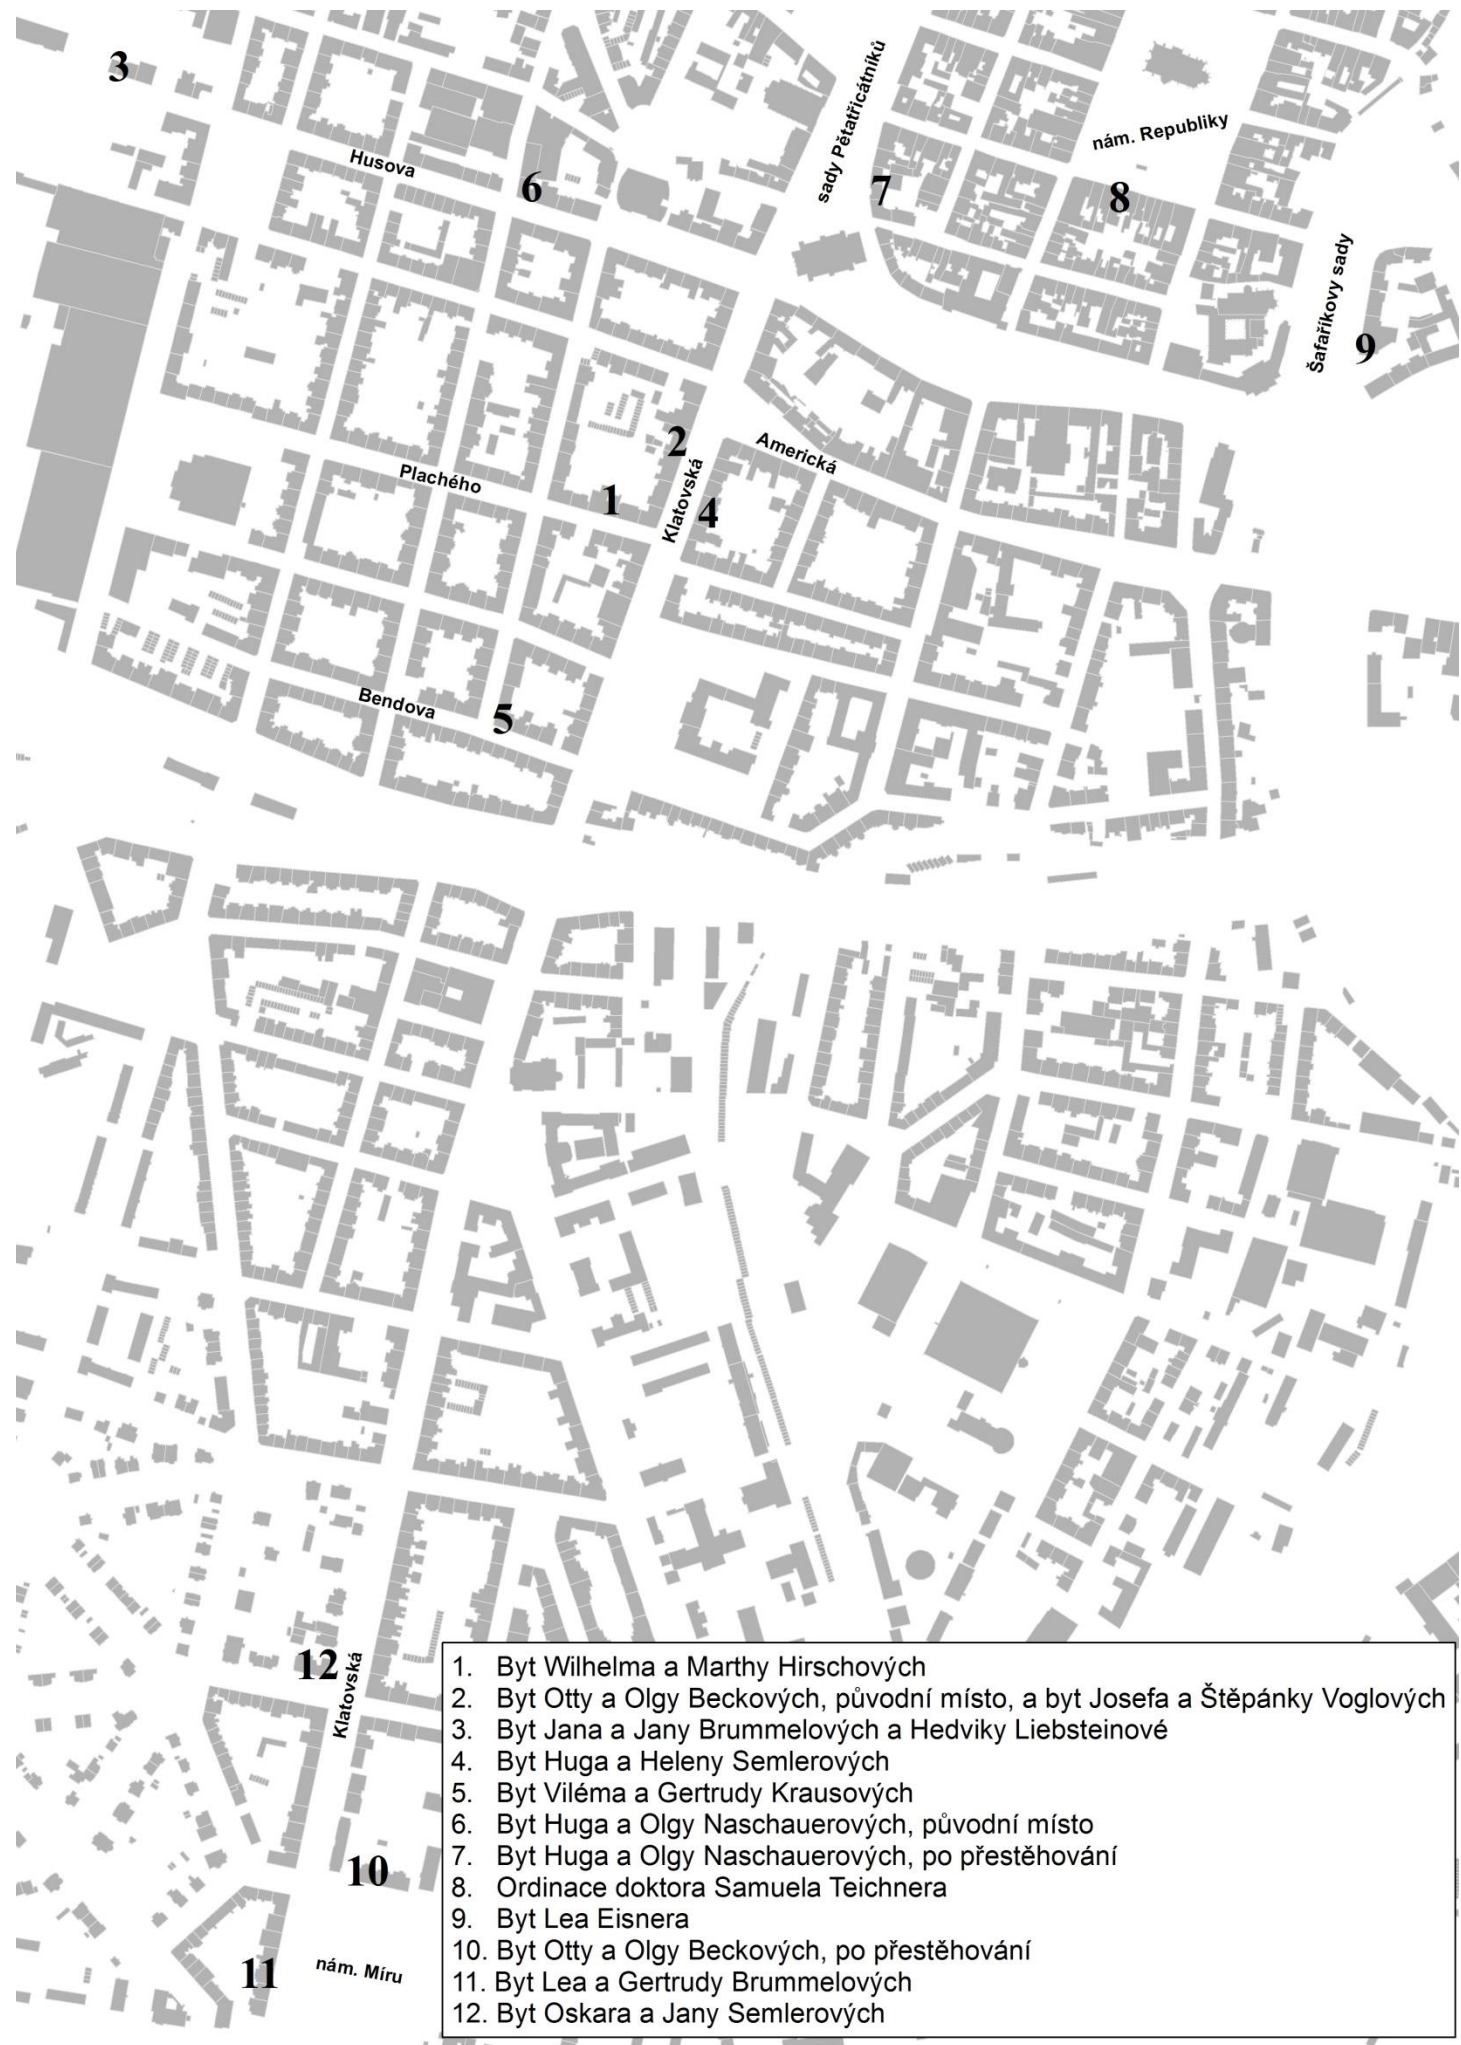 3
sady Pětatřicátníků
nám. Republiky
Husova
6
7
8
Šafaříkovy sady
9
2
Americká
Plachého
1
Klatovská
4
Bendova
5
12
Klatovská
10
11
nám. Míru
1. Byt Wilhelma a Marthy Hirschových
2. Byt Otty a Olgy Beckových, původní místo, a byt Josefa a Štěpánky Voglových
3. Byt Jana a Jany Brummelových a Hedviky Liebsteinové
4. Byt Huga a Heleny Semlerových
5. Byt Viléma a Gertrudy Krausových
6. Byt Huga a Olgy Naschauerových, původní místo
7. Byt Huga a Olgy Naschauerových, po přestěhování
8. Ordinace doktora Samuela Teichnera
9. Byt Lea Eisnera
10. Byt Otty a Olgy Beckových, po přestěhování
11. Byt Lea a Gertrudy Brummelových
12. Byt Oskara a Jany Semlerových